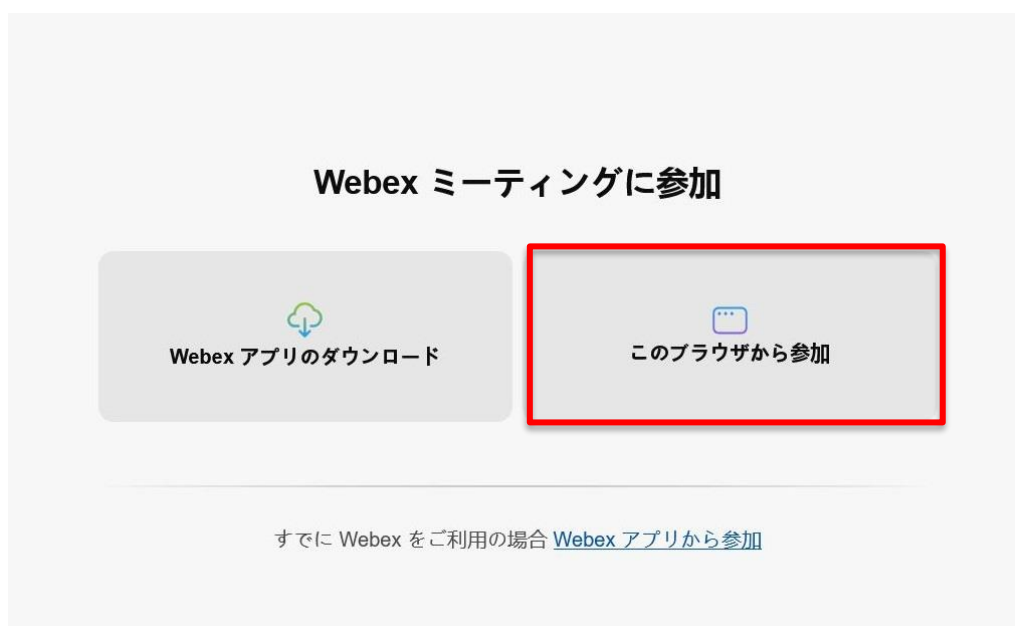 Webex ミーティングに参加
Webex アプリのダウンロード
このブラウザから参加
すでに Webex をご利用の場合 Webex アプリから参加